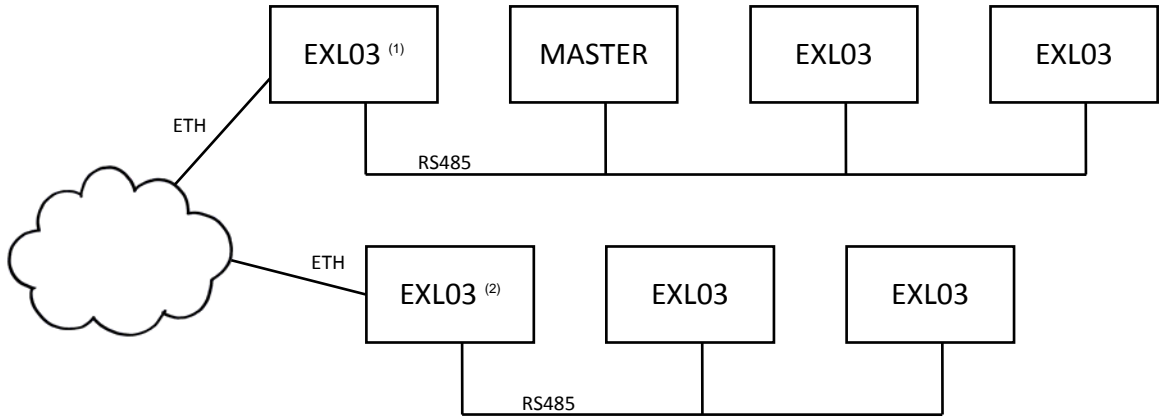 EXL03 (1)
MASTER
EXL03
EXL03
ETH
RS485
ETH
EXL03 (2)
EXL03
EXL03
RS485